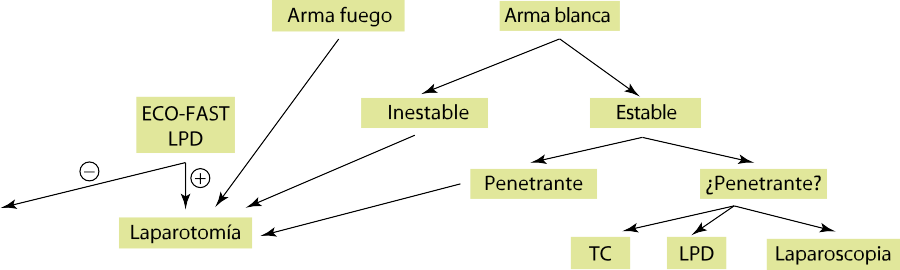 Arma fuego
Arma blanca
ECO-FAST
LPD
Inestable
Estable
−
+
Penetrante
¿Penetrante?
Laparotomía
TC
LPD
Laparoscopia